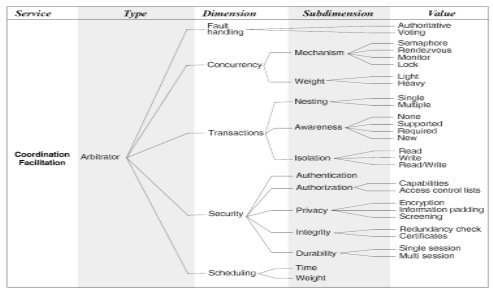 Service Type Dimension Subdimension Value
Fault handling
Authoritative
Voting
Concurrency
Mechanism
Semaphore
Rendezvous
Monitor
Lock
Weight
Light
Heavy
Coordination Facilitation
Arbitrator
Transactions
Nesting
Single
Multiple
Awareness
None
Supported
Required
New
Isolation
Read
Write
Read/Write
Security
Authentication
Authorization
Capabilities
Access control lists
Privacy
Encryption
Information padding
Screening
Integrity
Redundancy check
Certificates
Durability
Single session
Multi session
Scheduling
Time
Weight